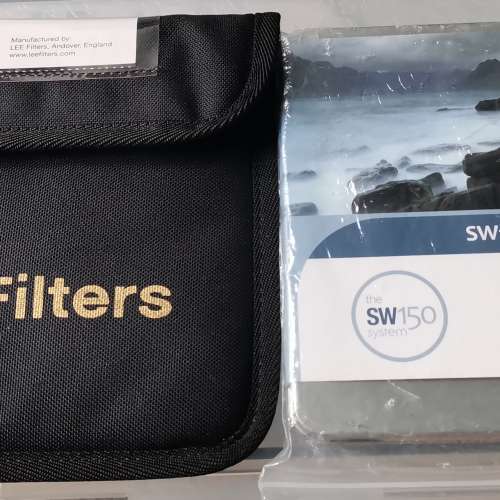 Manufactured by:
LEE Filters, Andover, England
www.leefilters.com
Filters
SW-
the
SW150
system